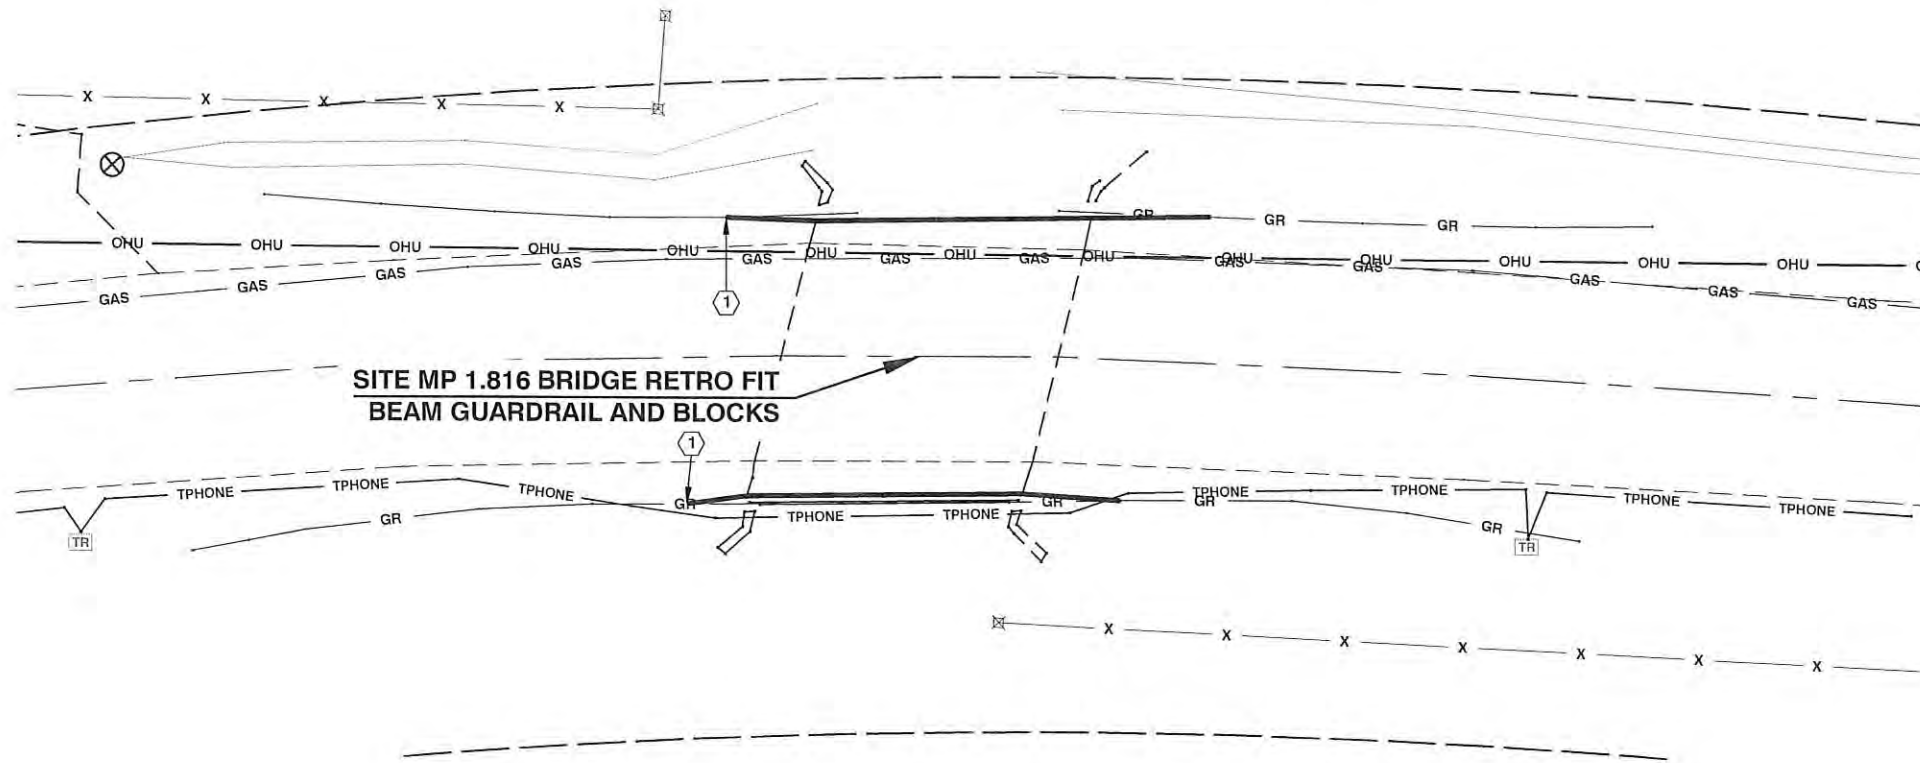 X X X X X
GR GR GR
OHU OHU OHU OHU OHU OHU OHU OHU OHU OHU OHU OHU OHU
GAS GAS GAS GAS GAS GAS GAS GAS GAS GAS GAS GAS
1
SITE MP 1.816 BRIDGE RETRO FIT
BEAM GUARDRAIL AND BLOCKS
1
TPHONE TPHONE TPHONE TPHONE TPHONE TPHONE TPHONE TPHONE TPHONE
GR GR GR GR GR
TR TR
X X X X X X X